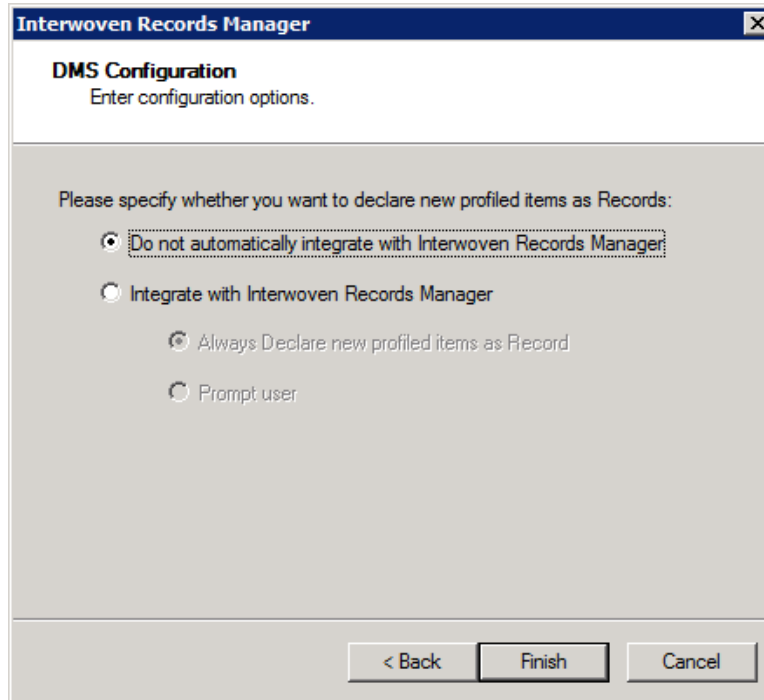 Interwoven Records Manager
DMS Configuration
Enter configuration options.
Please specify whether you want to declare new profiled items as Records:
Do not automatically integrate with Interwoven Records Manager
Integrate with Interwoven Records Manager
Always Declare new profiled items as Record
Prompt user
< Back Finish Cancel